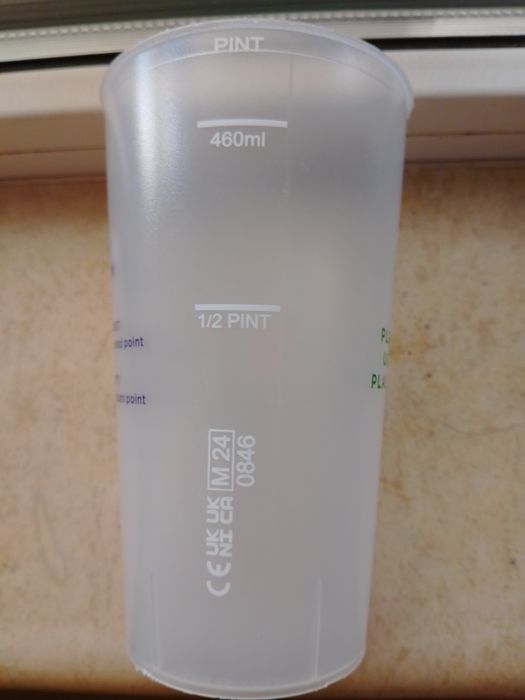 PINT
460ml
1/2 PINT
point
point
M 24
0846
CE UK NI UK CA